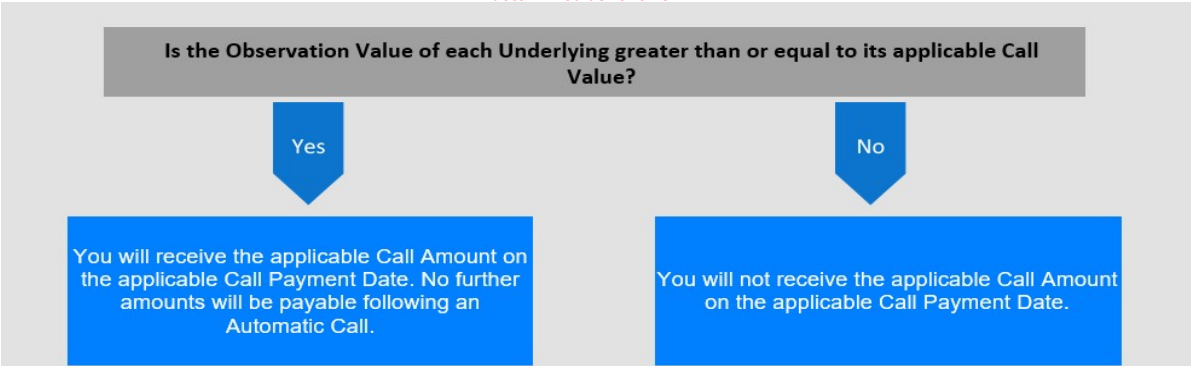 Is the Observation Value of each Underlying greater than or equal to its applicable Call
Value?
Yes
No
You will receive the applicable Call Amount on
the applicable Call Payment Date. No further
amounts will be payable following an
Automatic Call.
You will not receive the applicable Call Amount
on the applicable Call Payment Date.